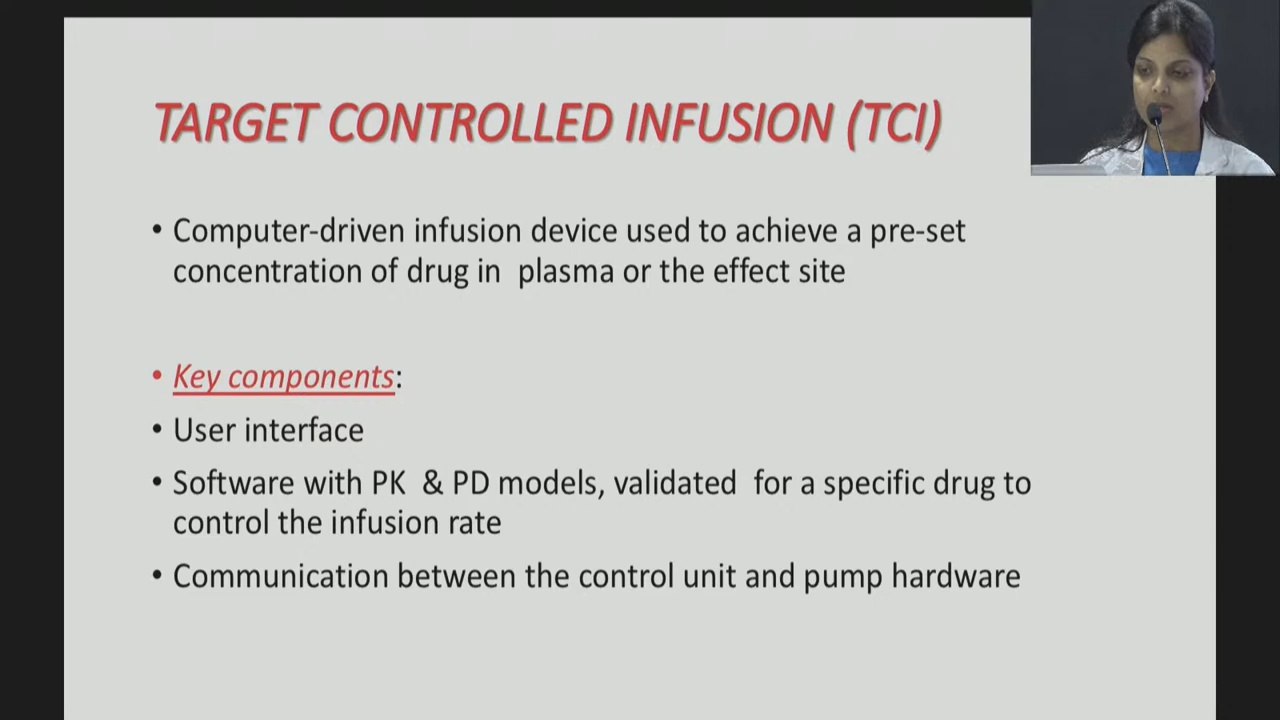 TARGET CONTROLLED INFUSION (TCI)
• Computer-driven infusion device used to achieve a pre-set
concentration of drug in  plasma or the effect site
• Key components:
• User interface
• Software with PK  & PD models, validated  for a specific drug to
control the infusion rate
• Communication between the control unit and pump hardware